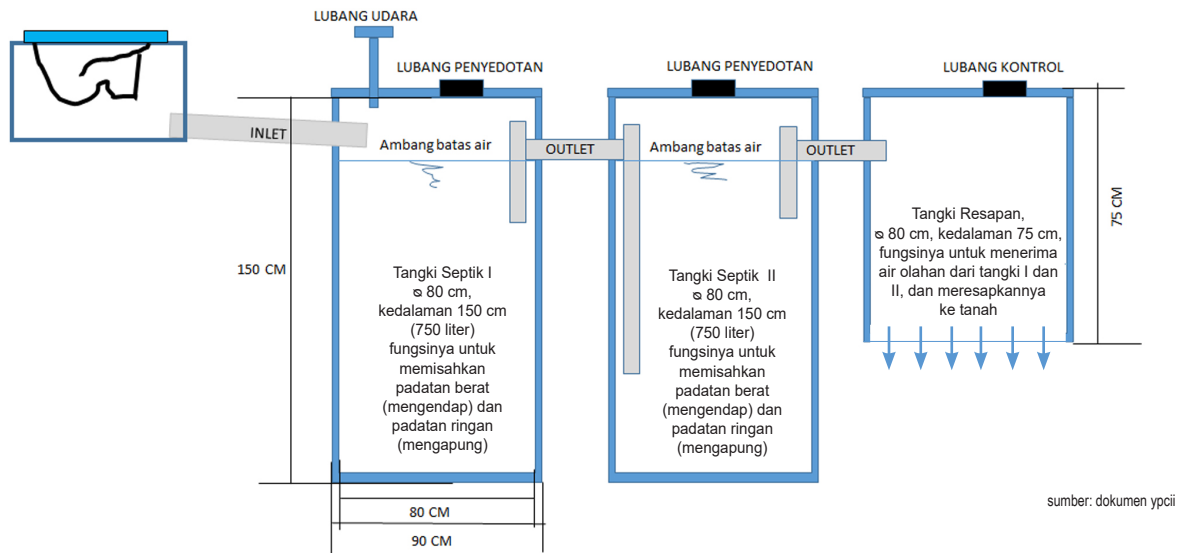 LUBANG UDARA
LUBANG PENYEDOTAN
LUBANG PENYEDOTAN
LUBANG KONTROL
INLET
Ambang batas air
OUTLET
Ambang batas air
OUTLET
150 CM
75 CM
Tangki Septik I
ᴓ 80 cm,
kedalaman 150 cm
(750 liter)
fungsinya untuk
memisahkan
padatan berat
(mengendap) dan
padatan ringan
(mengapung)
Tangki Septik II
ᴓ 80 cm,
kedalaman 150 cm
(750 liter)
fungsinya untuk
memisahkan
padatan berat
(mengendap) dan
padatan ringan
(mengapung)
Tangki Resapan,
ᴓ 80 cm, kedalaman 75 cm,
fungsinya untuk menerima
air olahan dari tangki I dan
II, dan meresapkannya
ke tanah
80 CM
90 CM
sumber: dokumen ypcii